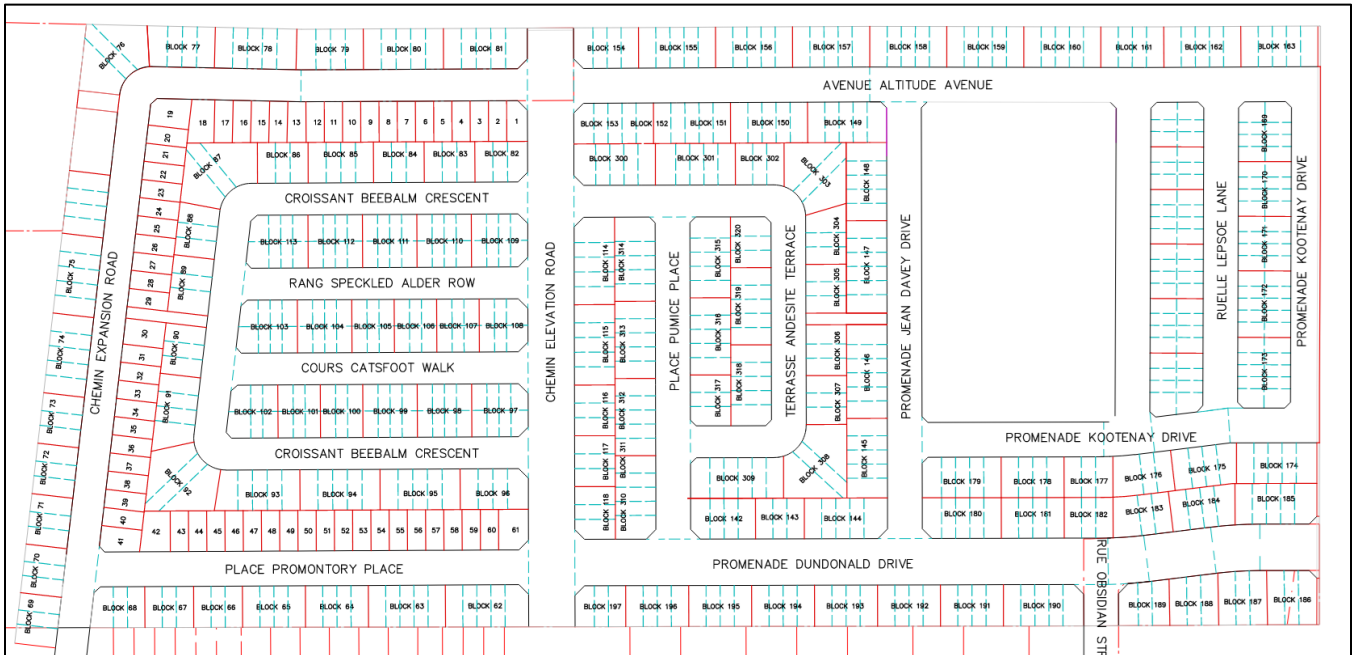 BLOCK 76
BLOCK 77
BLOCK 78
BLOCK 79
BLOCK 80
BLOCK 81
BLOCK 154
BLOCK 155
BLOCK 156
BLOCK 157
BLOCK 158
BLOCK 159
BLOCK 160
BLOCK 161
BLOCK 162
BLOCK 163
AVENUE ALTITUDE AVENUE
19
18
17
16
15
14
13
12
11
10
9
8
7
6
5
4
3
2
1
BLOCK 153
BLOCK 152
BLOCK 151
BLOCK 150
BLOCK 149
20
21
22
23
24
25
26
27
28
29
30
31
32
33
34
35
36
37
38
39
40
41
BLOCK 87
BLOCK 86
BLOCK 85
BLOCK 84
BLOCK 83
BLOCK 82
BLOCK 300
BLOCK 301
BLOCK 302
BLOCK 303
BLOCK 148
BLOCK 169
BLOCK 170
BLOCK 171
BLOCK 172
BLOCK 173
CROISSANT BEEBALM CRESCENT
BLOCK 88
BLOCK 89
BLOCK 90
BLOCK 91
BLOCK 92
BLOCK 113
BLOCK 112
BLOCK 111
BLOCK 110
BLOCK 109
RANG SPECKLED ALDER ROW
BLOCK 103
BLOCK 104
BLOCK 105
BLOCK 106
BLOCK 107
BLOCK 108
COURS CATSFOOT WALK
BLOCK 102
BLOCK 101
BLOCK 100
BLOCK 99
BLOCK 98
BLOCK 97
CROISSANT BEEBALM CRESCENT
BLOCK 93
BLOCK 94
BLOCK 95
BLOCK 96
42
43
44
45
46
47
48
49
50
51
52
53
54
55
56
57
58
59
60
61
PLACE PROMONTORY PLACE
BLOCK 68
BLOCK 67
BLOCK 66
BLOCK 65
BLOCK 64
BLOCK 63
BLOCK 62
CHEMIN EXPANSION ROAD
BLOCK 75
BLOCK 74
BLOCK 73
BLOCK 72
BLOCK 71
BLOCK 70
BLOCK 69
CHEMIN ELEVATION ROAD
BLOCK 114
BLOCK 314
BLOCK 115
BLOCK 313
BLOCK 116
BLOCK 312
BLOCK 117
BLOCK 311
BLOCK 118
BLOCK 310
PLACE PUMICE PLACE
BLOCK 315
BLOCK 320
BLOCK 316
BLOCK 319
BLOCK 317
BLOCK 318
TERRASSE ANDESITE TERRACE
BLOCK 304
BLOCK 305
BLOCK 306
BLOCK 307
BLOCK 308
BLOCK 147
BLOCK 146
BLOCK 145
PROMENADE JEAN DAVEY DRIVE
RUELLE LEPSOE LANE
PROMENADE KOOTENAY DRIVE
PROMENADE KOOTENAY DRIVE
BLOCK 309
BLOCK 142
BLOCK 143
BLOCK 144
BLOCK 179
BLOCK 178
BLOCK 177
BLOCK 176
BLOCK 175
BLOCK 174
BLOCK 180
BLOCK 181
BLOCK 182
BLOCK 183
BLOCK 184
BLOCK 185
PROMENADE DUNDONALD DRIVE
RUE OBSIDIAN STR
BLOCK 197
BLOCK 196
BLOCK 195
BLOCK 194
BLOCK 193
BLOCK 192
BLOCK 191
BLOCK 190
BLOCK 189
BLOCK 188
BLOCK 187
BLOCK 186